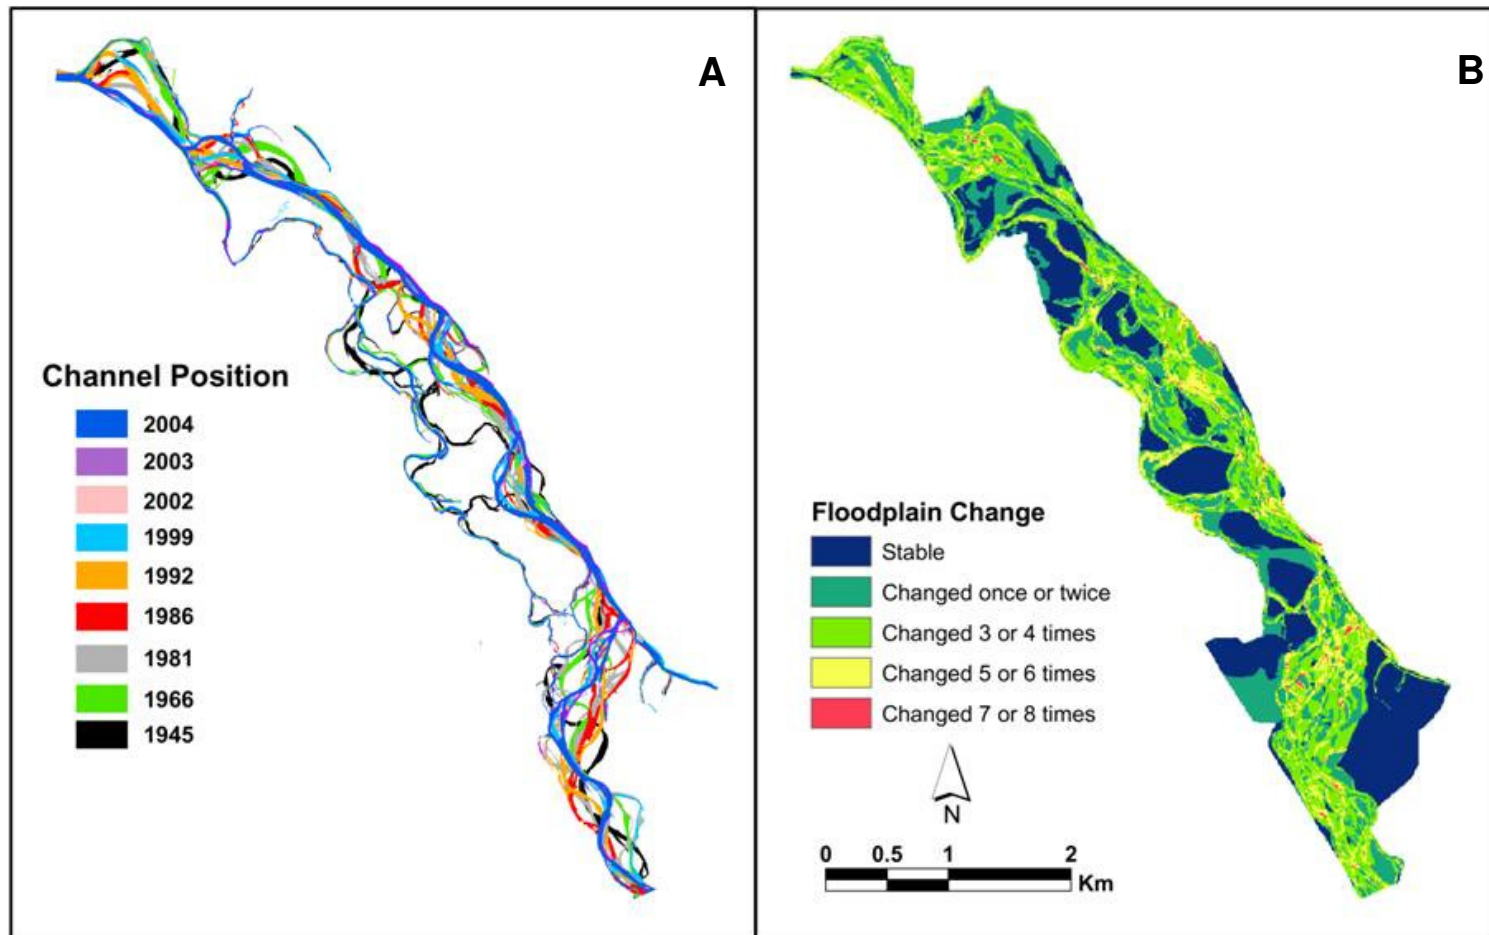 A
Channel Position
2004
2003
2002
1999
1992
1986
1981
1966
1945
B
Floodplain Change
Stable
Changed once or twice
Changed 3 or 4 times
Changed 5 or 6 times
Changed 7 or 8 times
N
0 0.5 1 2
Km